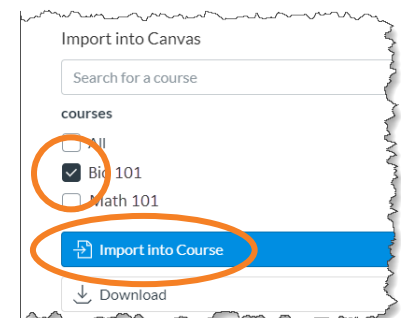 Import into Canvas
Search for a course
courses
All
Bio 101
Math 101
Import into Course
Download